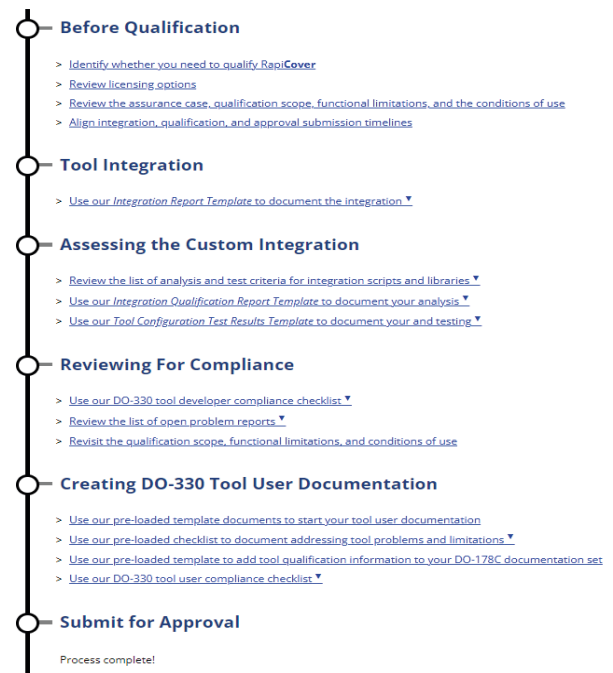 Before Qualification
> Identify whether you need to qualify RapiCover
> Review licensing options
> Review the assurance case, qualification scope, functional limitations, and the conditions of use
> Align integration, qualification, and approval submission timelines
Tool Integration
> Use our Integration Report Template to document the integration ▼
Assessing the Custom Integration
> Review the list of analysis and test criteria for integration scripts and libraries ▼
> Use our Integration Qualification Report Template to document your analysis ▼
> Use our Tool Configuration Test Results Template to document your and testing ▼
Reviewing For Compliance
> Use our DO-330 tool developer compliance checklist ▼
> Review the list of open problem reports ▼
> Revisit the qualification scope, functional limitations, and conditions of use
Creating DO-330 Tool User Documentation
> Use our pre-loaded template documents to start your tool user documentation
> Use our pre-loaded checklist to document addressing tool problems and limitations ▼
> Use our pre-loaded template to add tool qualification information to your DO-178C documentation set
> Use our DO-330 tool user compliance checklist ▼
Submit for Approval
Process complete!